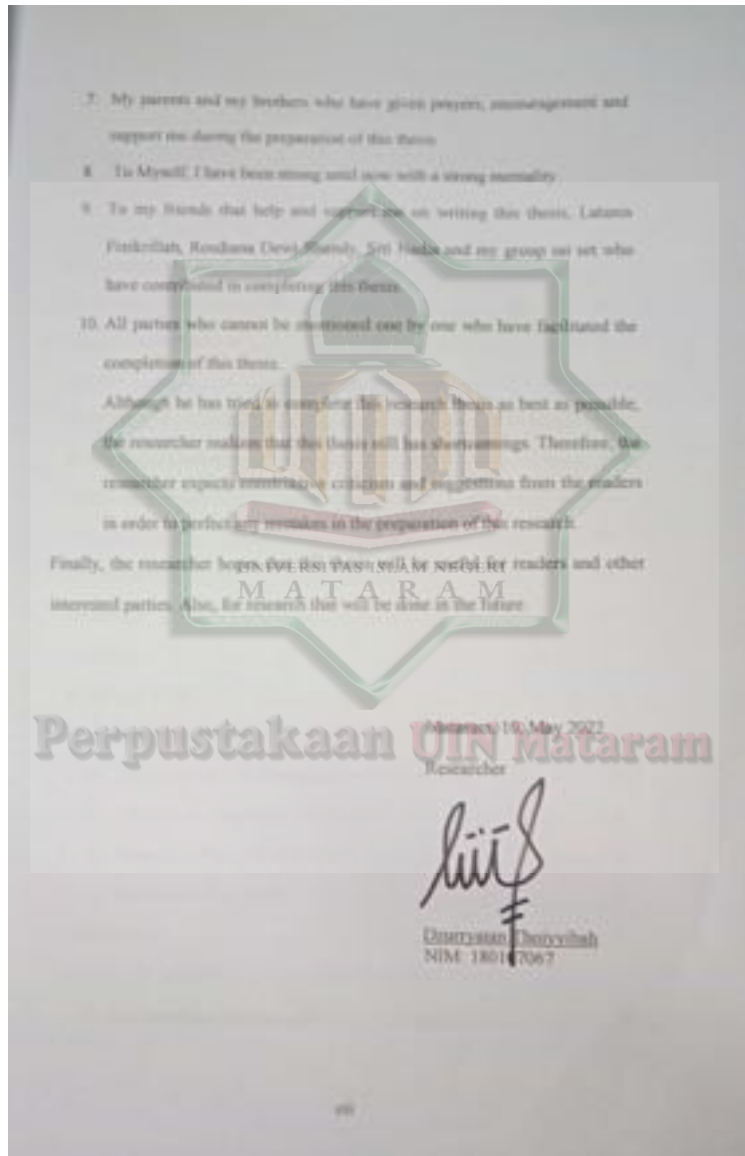 7. My parents and my brothers who have given prayers, encouragement and
support me during the preparation of this thesis
8. To Myself, I have been strong until now with a strong mentality
9. To my friends that help and support me on writing this thesis,
Dewi Siti and my group who
have contributed in completing this thesis
10. All parties who cannot be mentioned one by one who have facilitated the
completion of this thesis.
Although he has tried to complete this research thesis as best as possible,
the researcher realizes that this thesis still has shortcomings. Therefore, the
researcher expects constructive criticism and suggestions from the readers
in order to perfect any mistakes in the preparation of this research.
Finally, the researcher hopes that this thesis will be useful for readers and other
interested parties. Also, for research that will be done in the future
UNIVERSITAS ISLAM NEGERI
MATARAM
Perpustakaan UIN Mataram
Mataram, 19, May 2022
Researcher
NIM: